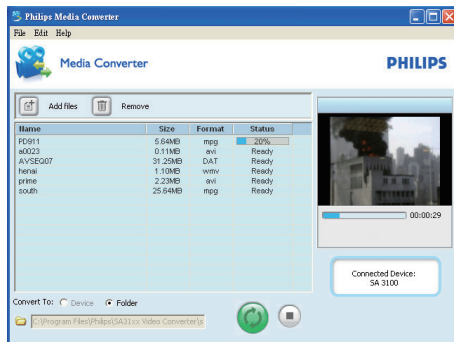 Philips Media Converter
File Edit Help
Media Converter
PHILIPS
Add files Remove
Name Size Format Status
PD911 5.64MB mpg 20%
a0023 0.11MB avi Ready
AVSEQ07 31.25MB DAT Ready
henai 1.10MB wmv Ready
prime 2.23MB avi Ready
south 25.64MB mpg Ready
00:00:29
Connected Device:
SA 3100
Convert To: Device Folder
C:\Program Files\Philips\SA31xx Video Converter\s